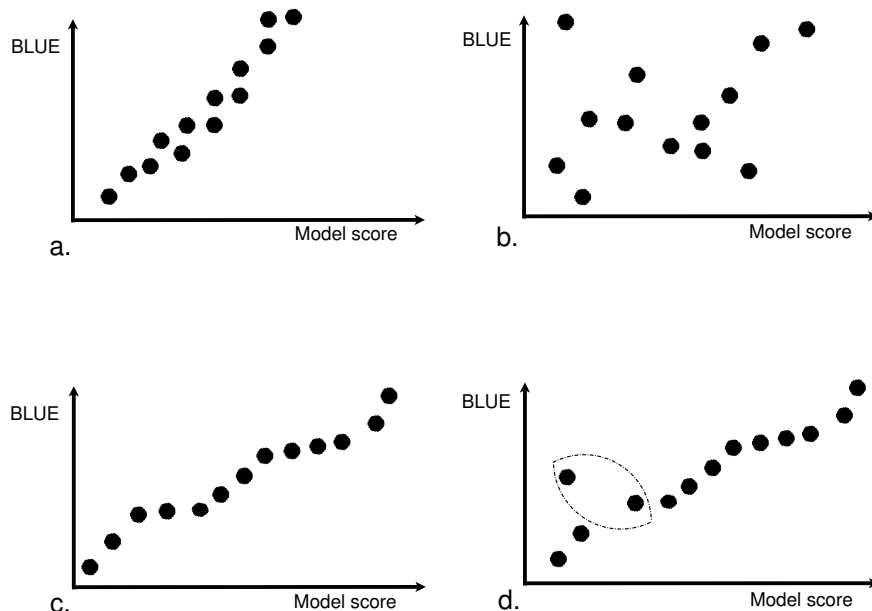 BLUE
Model score
a.
BLUE
Model score
b.
BLUE
Model score
c.
BLUE
Model score
d.